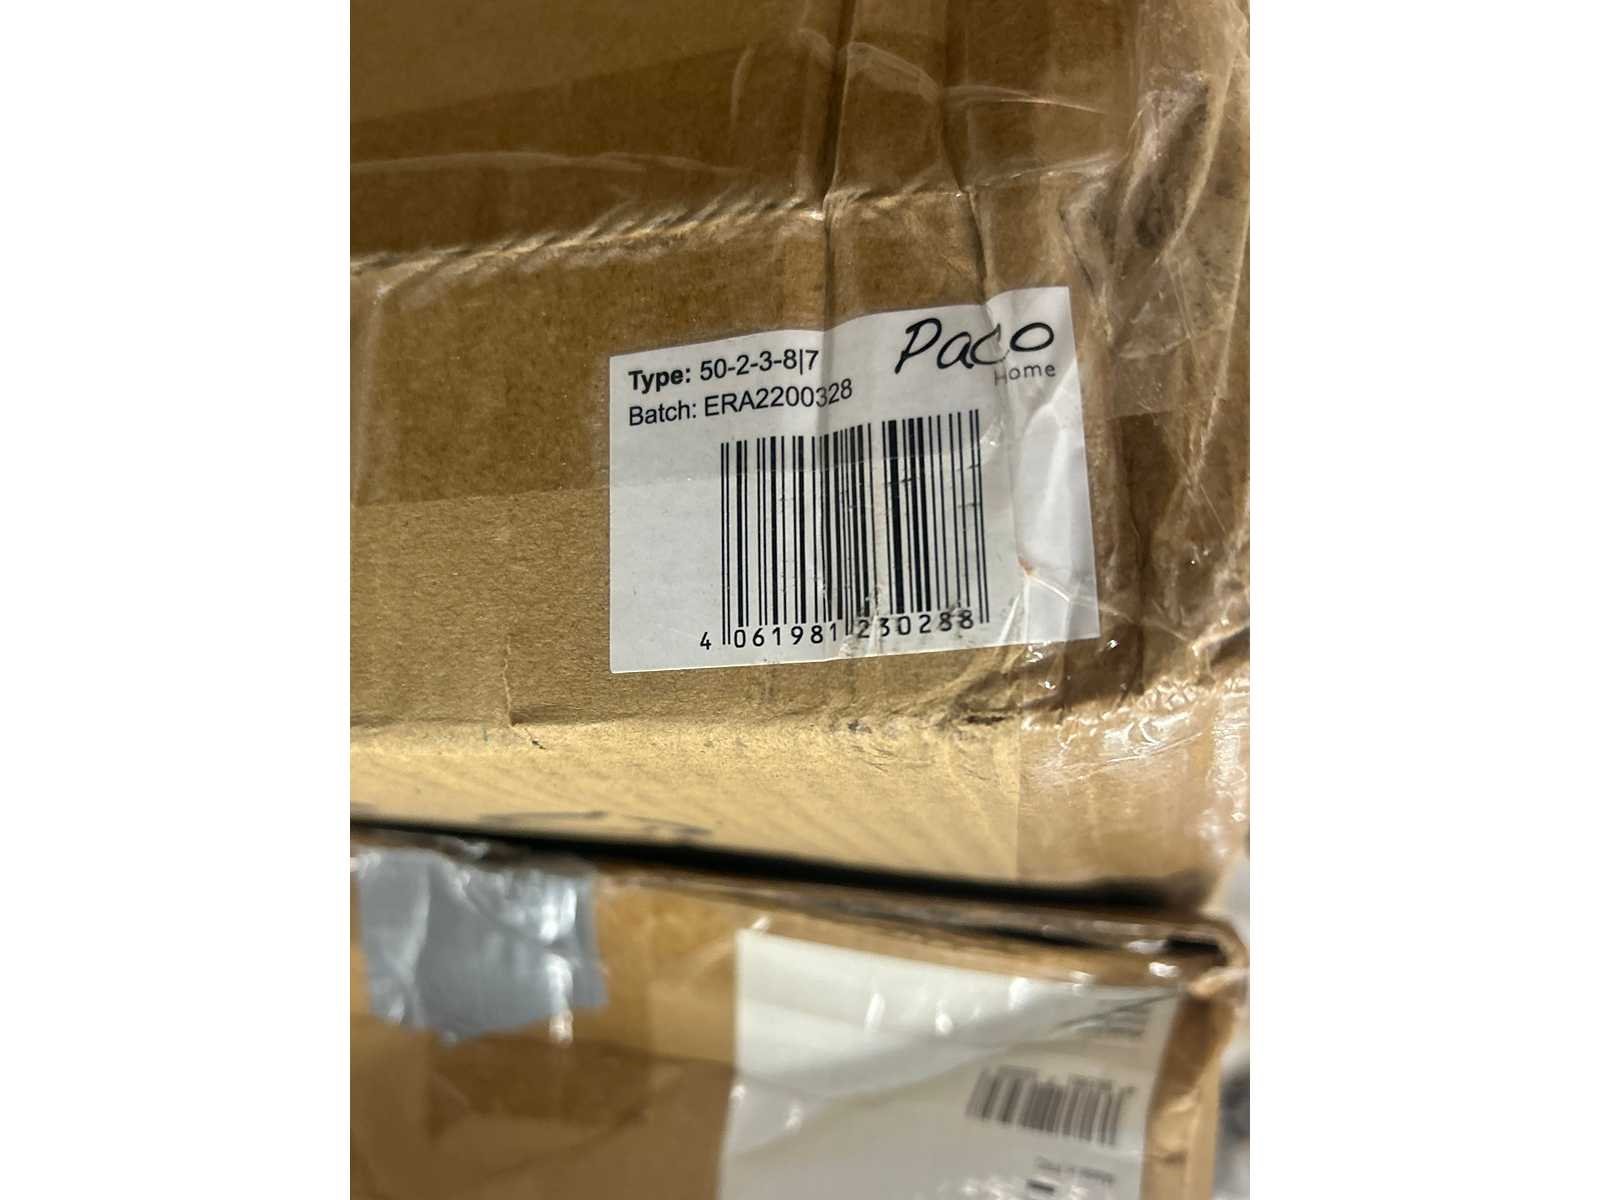 Paco
Home
Type: 50-2-3-8|7
Batch: ERA2200328
4 061981 230288